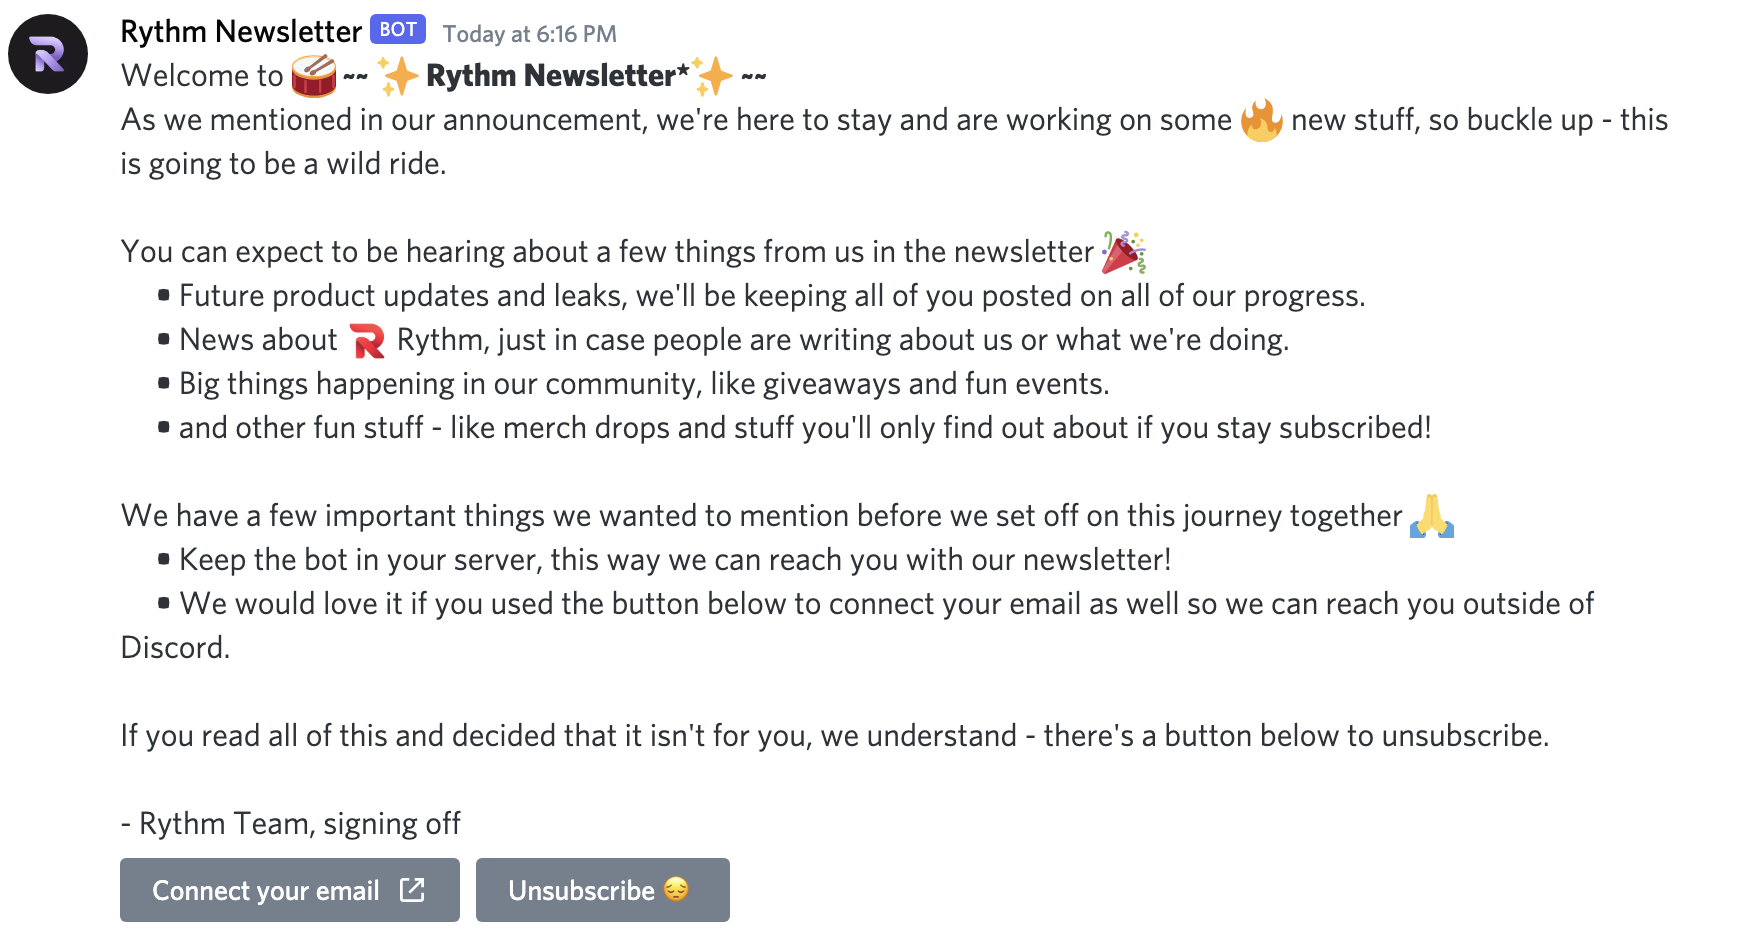 Rythm Newsletter BOT Today at 6:16 PM
Welcome to 🥁 ~~ ✨ Rythm Newsletter*✨ ~~
As we mentioned in our announcement, we're here to stay and are working on some 🔥 new stuff, so buckle up - this
is going to be a wild ride.
You can expect to be hearing about a few things from us in the newsletter 🎉
▪ Future product updates and leaks, we'll be keeping all of you posted on all of our progress.
▪ News about R Rythm, just in case people are writing about us or what we're doing.
▪ Big things happening in our community, like giveaways and fun events.
▪ and other fun stuff - like merch drops and stuff you'll only find out about if you stay subscribed!
We have a few important things we wanted to mention before we set off on this journey together 🙏
▪ Keep the bot in your server, this way we can reach you with our newsletter!
▪ We would love it if you used the button below to connect your email as well so we can reach you outside of
Discord.
If you read all of this and decided that it isn't for you, we understand - there's a button below to unsubscribe.
- Rythm Team, signing off
Connect your email
Unsubscribe 😔